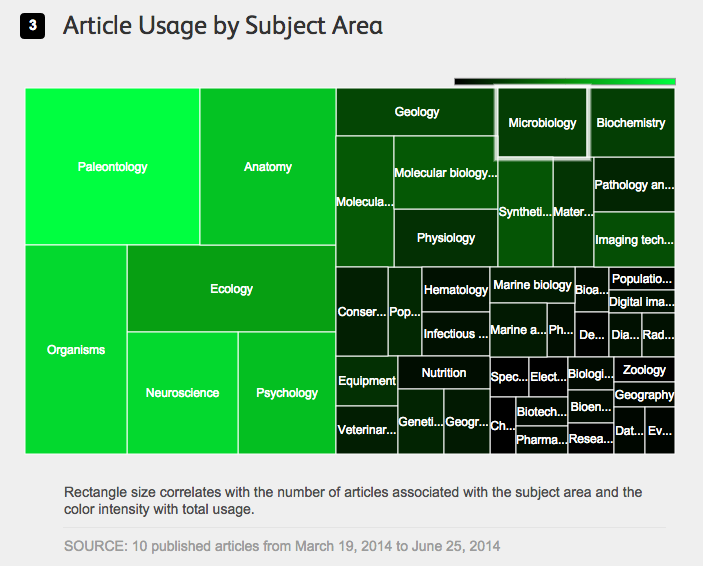 3 Article Usage by Subject Area
Paleontology
Anatomy
Geology
Microbiology
Biochemistry
Molecula...
Molecular biology...
Physiology
Syntheti...
Mater...
Pathology an...
Imaging tech...
Organisms
Ecology
Neuroscience
Psychology
Conser...
Pop...
Hematology
Infectious ...
Marine biology
Bioa...
Populatio...
Digital ima...
Marine a...
Ph...
De...
Dia...
Rad...
Equipment
Nutrition
Veterinar...
Geneti...
Geogr...
Spec...
Elect...
Biologi...
Zoology
Geography
Ch...
Biotech...
Pharma...
Bioen...
Resea...
Dat...
Ev...
Rectangle size correlates with the number of articles associated with the subject area and the
color intensity with total usage.
SOURCE: 10 published articles from March 19, 2014 to June 25, 2014